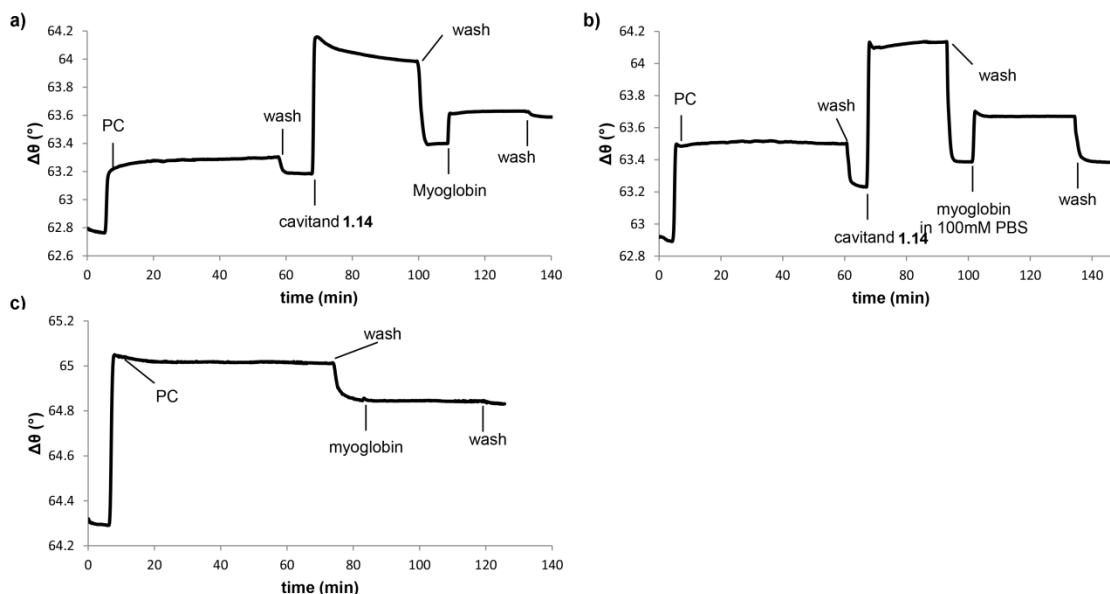 a)
64.2
64
63.8
63.6
63.4
63.2
63
62.8
62.6
Δθ (°)
0 20 40 60 80 100 120 140
time (min)
PC
wash
cavitand 1.14
wash
Myoglobin
wash
b)
64.2
64
63.8
63.6
63.4
63.2
63
62.8
Δθ (°)
0 20 40 60 80 100 120 140
time (min)
PC
wash
cavitand 1.14
wash
myoglobin
in 100mM PBS
wash
c)
65.2
65
64.8
64.6
64.4
64.2
Δθ (°)
0 20 40 60 80 100 120 140
time (min)
PC
wash
myoglobin
wash